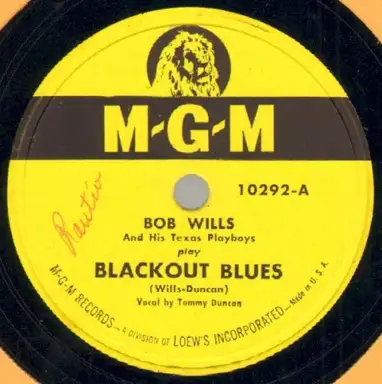 M-G-M
10292-A
BOB WILLS
And His Texas Playboys
play
BLACKOUT BLUES
(Wills-Duncan)
Vocal by Tommy Duncan
M-G-M RECORDS—A DIVISION OF LOEW'S INCORPORATED—Made in U. S. A.